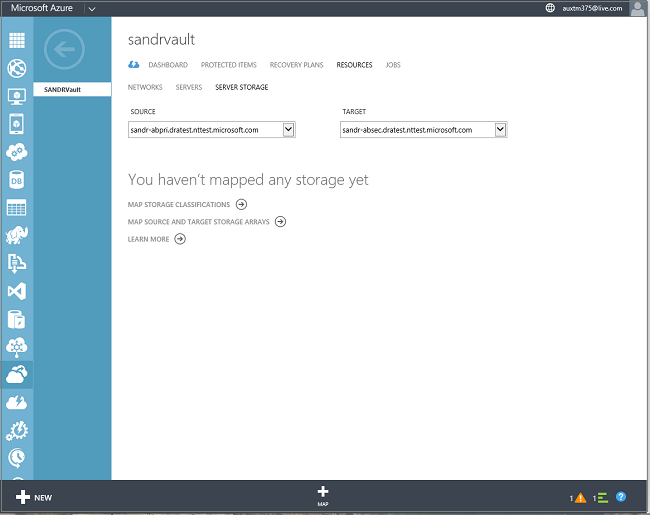 Microsoft Azure
auxtm375@live.com
sandrvault
DASHBOARD PROTECTED ITEMS RECOVERY PLANS RESOURCES JOBS
SANDRVault
NETWORKS SERVERS SERVER STORAGE
SOURCE TARGET
sandr-abpri.dratest.nttest.microsoft.com sandr-absec.dratest.nttest.microsoft.com
You haven't mapped any storage yet
MAP STORAGE CLASSIFICATIONS
MAP SOURCE AND TARGET STORAGE ARRAYS
LEARN MORE
DB
NEW
MAP
1 1 ?